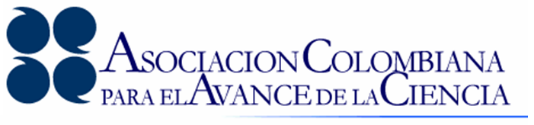 ASOCIACION COLOMBIANA
PARA EL AVANCE DE LA CIENCIA